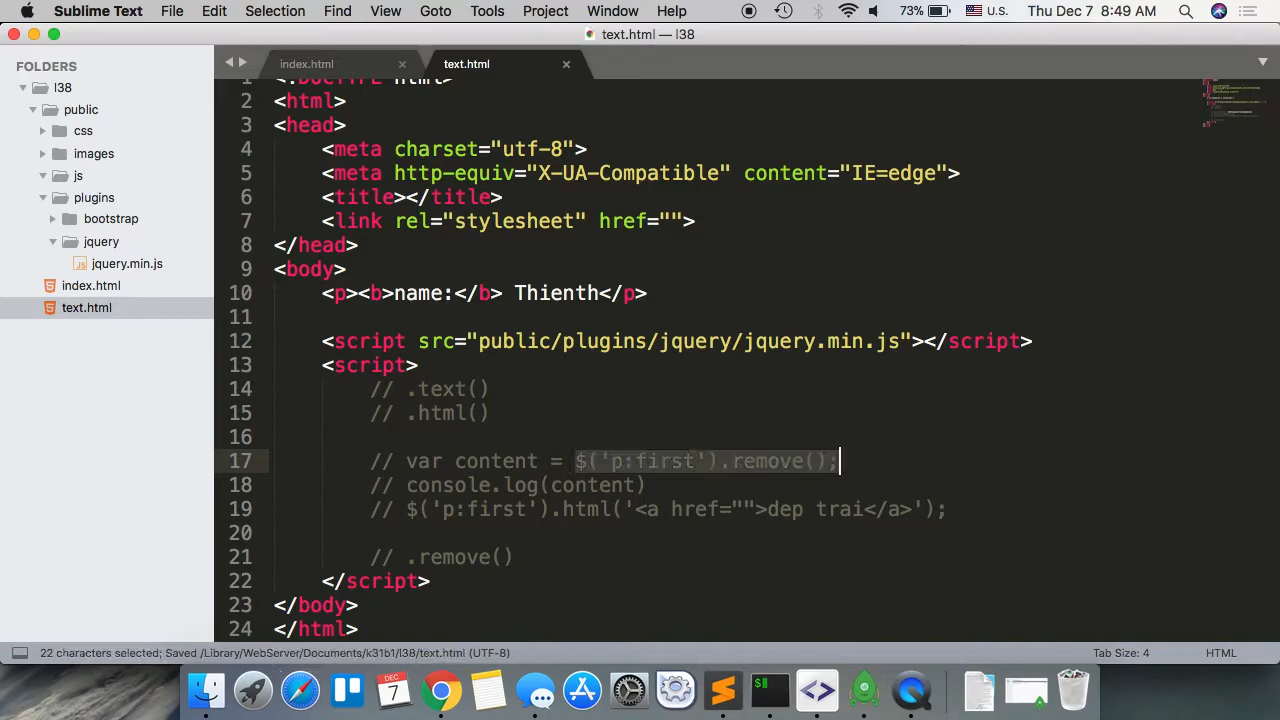 Sublime Text File Edit Selection Find View Goto Tools Project Window Help 73% U.S. Thu Dec 7 8:49 AM
text.html — l38
FOLDERS
l38
public
css
images
js
plugins
bootstrap
jquery
jquery.min.js
index.html
text.html
index.html × text.html ×
1 <!DOCTYPE html>
2 <html>
3 <head>
4 <meta charset="utf-8">
5 <meta http-equiv="X-UA-Compatible" content="IE=edge">
6 <title></title>
7 <link rel="stylesheet" href="">
8 </head>
9 <body>
10 <p><b>name:</b> Thienth</p>
11
12 <script src="public/plugins/jquery/jquery.min.js"></script>
13 <script>
14 // .text()
15 // .html()
16
17 // var content = $('p:first').remove();
18 // console.log(content)
19 // $('p:first').html('<a href="">dep trai</a>');
20
21 // .remove()
22 </script>
23 </body>
24 </html>
22 characters selected; Saved /Library/WebServer/Documents/k31b1/l38/text.html (UTF-8) Tab Size: 4 HTML
DEC
7